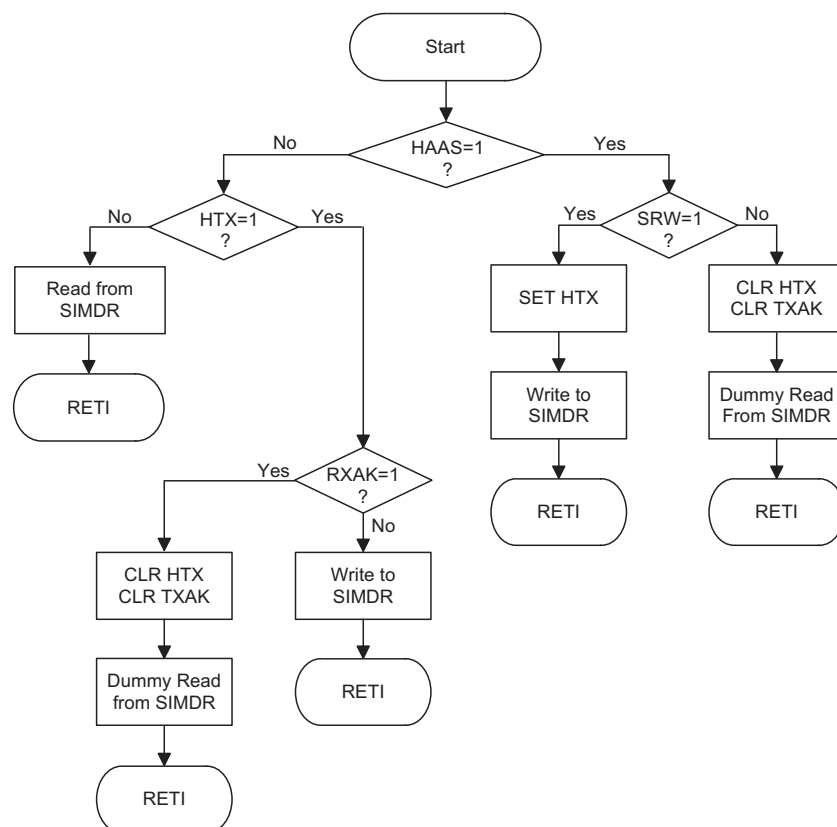 Start
No
HAAS=1
?
Yes
No
HTX=1
?
Yes
Yes
SRW=1
?
No
Read from
SIMDR
SET HTX
CLR HTX
CLR TXAK
RETI
Write to
SIMDR
Dummy Read
From SIMDR
Yes
RXAK=1
?
No
RETI
RETI
CLR HTX
CLR TXAK
Write to
SIMDR
Dummy Read
from SIMDR
RETI
RETI